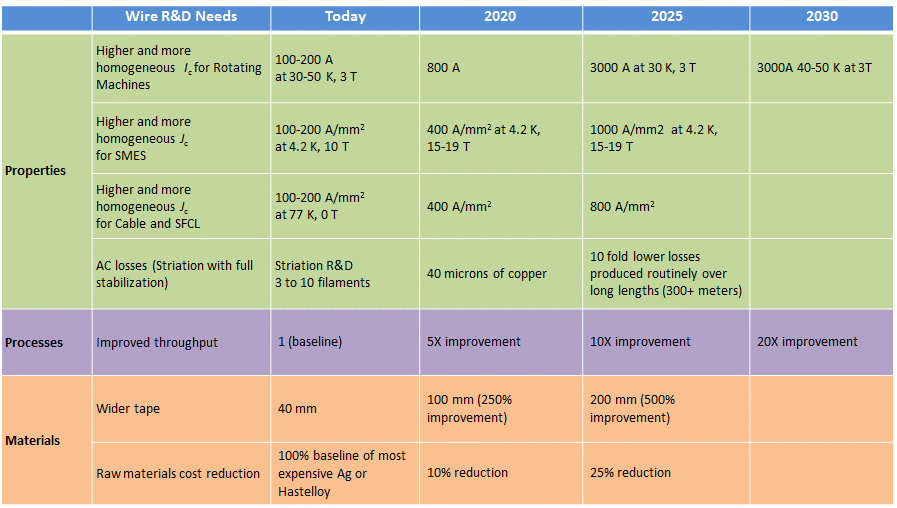 Wire R&D Needs
Today
2020
2025
2030
Properties
Higher and more
homogeneous Ic for Rotating
Machines
100-200 A
at 30-50 K, 3 T
800 A
3000 A at 30 K, 3 T
3000A 40-50 K at 3T
Higher and more
homogeneous Jc
for SMES
100-200 A/mm2
at 4.2 K, 10 T
400 A/mm2 at 4.2 K,
15-19 T
1000 A/mm2 at 4.2 K,
15-19 T
Higher and more
homogeneous Jc
for Cable and SFCL
100-200 A/mm2
at 77 K, 0 T
400 A/mm2
800 A/mm2
AC losses (Striation with full
stabilization)
Striation R&D
3 to 10 filaments
40 microns of copper
10 fold lower losses
produced routinely over
long lengths (300+ meters)
Processes
Improved throughput
1 (baseline)
5X improvement
10X improvement
20X improvement
Materials
Wider tape
40 mm
100 mm (250%
improvement)
200 mm (500%
improvement)
Raw materials cost reduction
100% baseline of most
expensive Ag or
Hastelloy
10% reduction
25% reduction